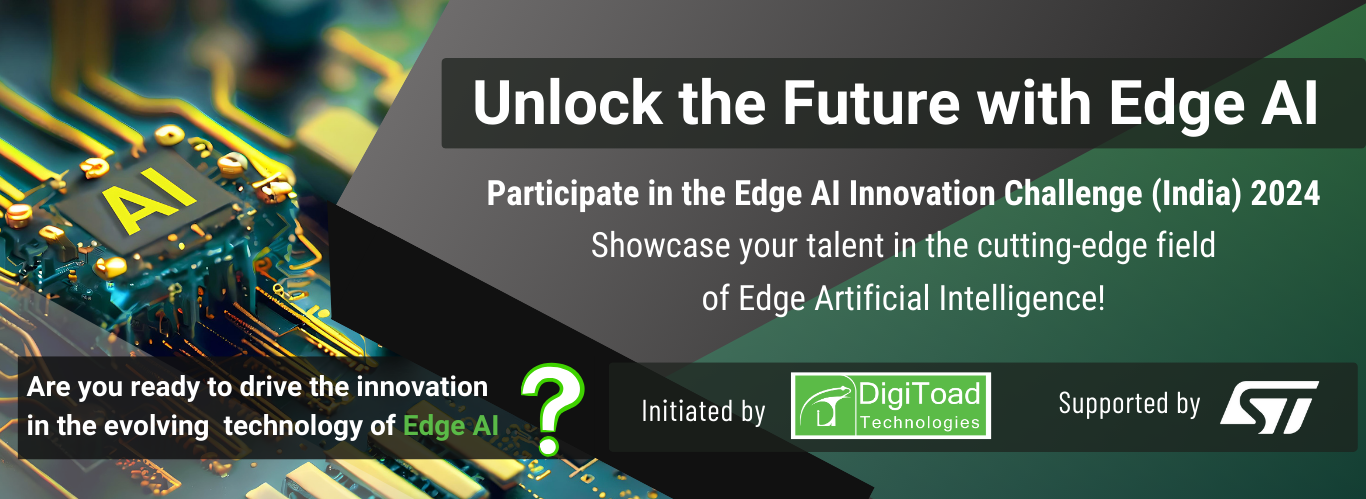 AI
Unlock the Future with Edge AI
Participate in the Edge AI Innovation Challenge (India) 2024
Showcase your talent in the cutting-edge field
of Edge Artificial Intelligence!
Are you ready to drive the innovation
in the evolving technology of Edge AI
?
Initiated by
DigiToad
Technologies
Supported by
ST